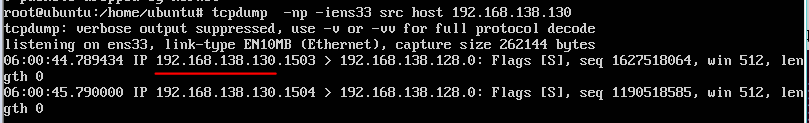 root@ubuntu:/home/ubuntu# tcpdump  -np -iens33 src host 192.168.138.130
tcpdump: verbose output suppressed, use -v or -vv for full protocol decode
listening on ens33, link-type EN10MB (Ethernet), capture size 262144 bytes
06:00:44.789434 IP 192.168.138.130.1503 > 192.168.138.128.0: Flags [S], seq 1627518064, win 512, len
gth 0
06:00:45.790000 IP 192.168.138.130.1504 > 192.168.138.128.0: Flags [S], seq 1190518585, win 512, len
gth 0